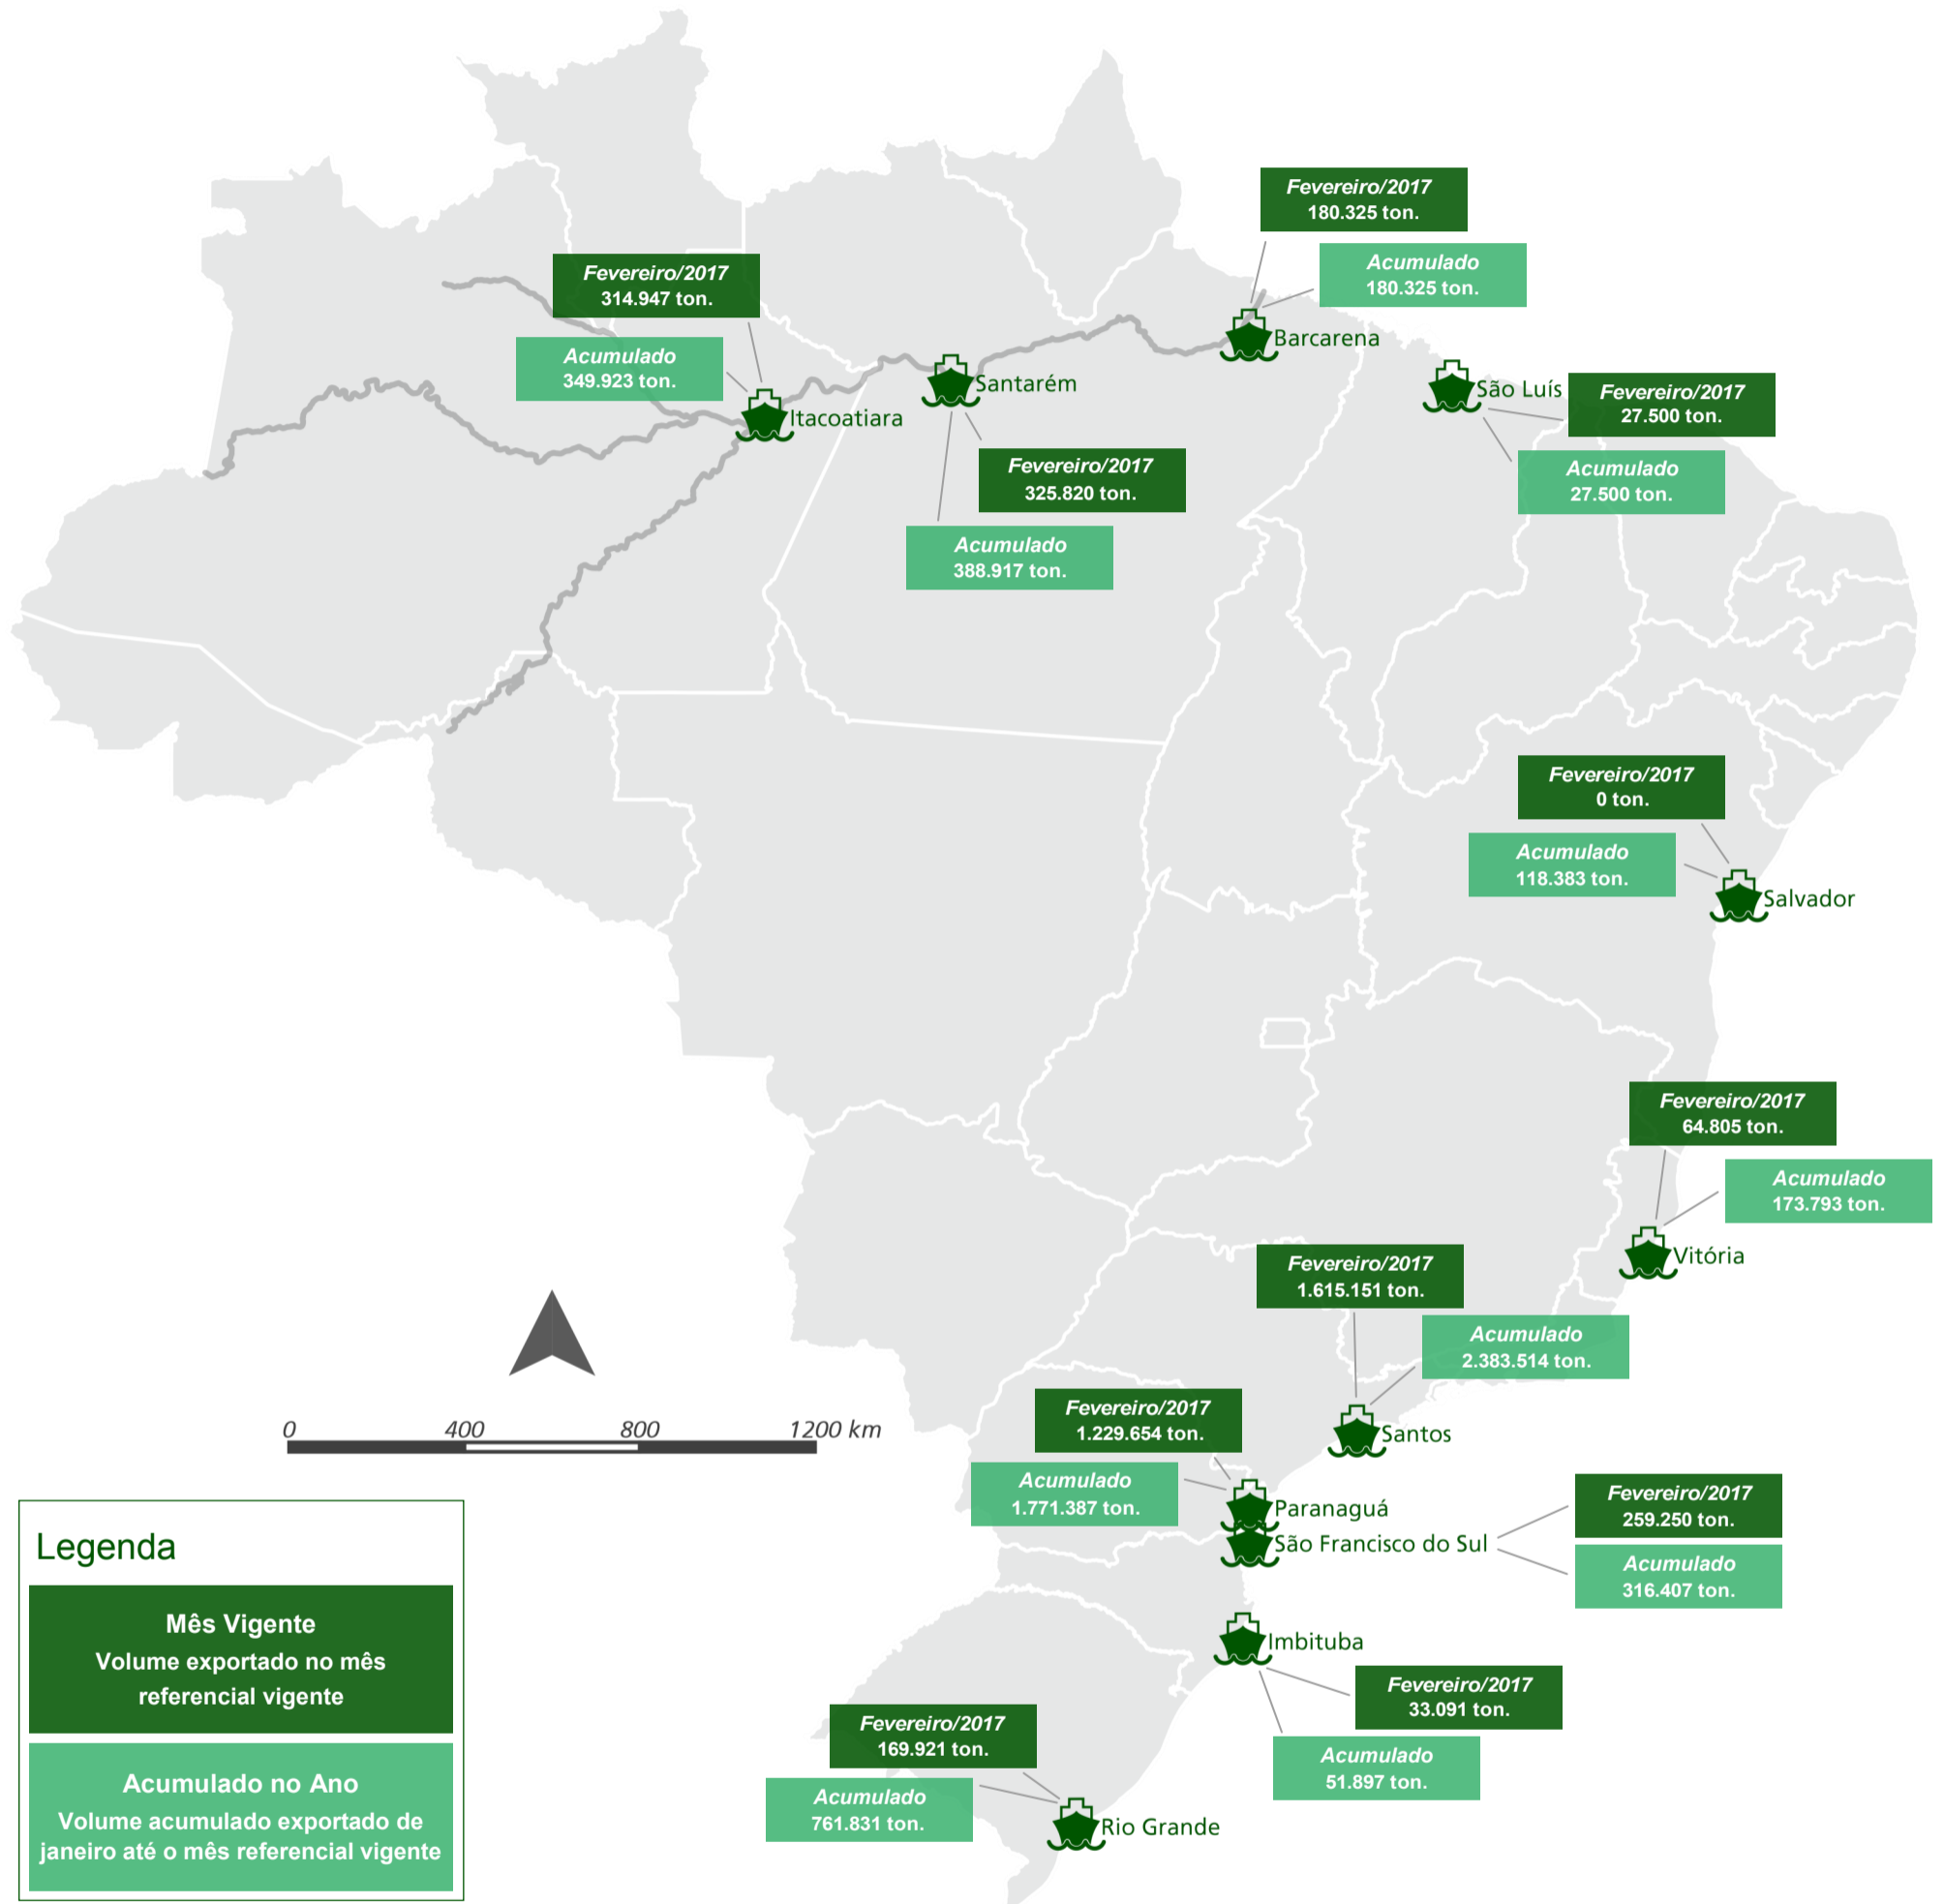 Fevereiro/2017
180.325 ton.
Acumulado
180.325 ton.
Barcarena
Fevereiro/2017
314.947 ton.
Acumulado
349.923 ton.
Itacoatiara
Santarém
Fevereiro/2017
325.820 ton.
Acumulado
388.917 ton.
São Luís
Fevereiro/2017
27.500 ton.
Acumulado
27.500 ton.
Fevereiro/2017
0 ton.
Acumulado
118.383 ton.
Salvador
Fevereiro/2017
64.805 ton.
Acumulado
173.793 ton.
Vitória
Fevereiro/2017
1.615.151 ton.
Acumulado
2.383.514 ton.
Santos
Fevereiro/2017
1.229.654 ton.
Acumulado
1.771.387 ton.
Paranaguá
São Francisco do Sul
Fevereiro/2017
259.250 ton.
Acumulado
316.407 ton.
Imbituba
Fevereiro/2017
33.091 ton.
Acumulado
51.897 ton.
Fevereiro/2017
169.921 ton.
Acumulado
761.831 ton.
Rio Grande
0 400 800 1200 km
Legenda
Mês Vigente
Volume exportado no mês
referencial vigente
Acumulado no Ano
Volume acumulado exportado de
janeiro até o mês referencial vigente